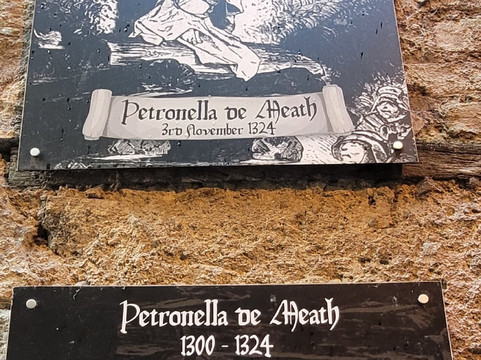 Petronella de Meath
3rd November 1324
Petronella de Meath
1300 - 1324